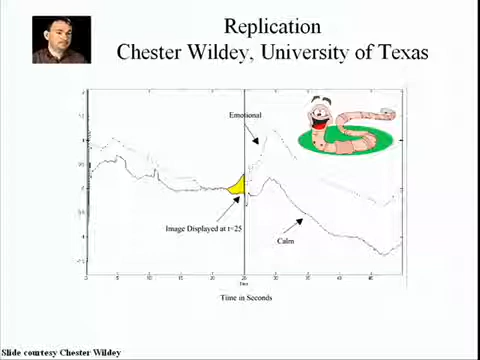 Replication
Chester Wildey, University of Texas
Emotional
Image Displayed at t=25
Calm
Time in Seconds
Slide courtesy Chester Wildey